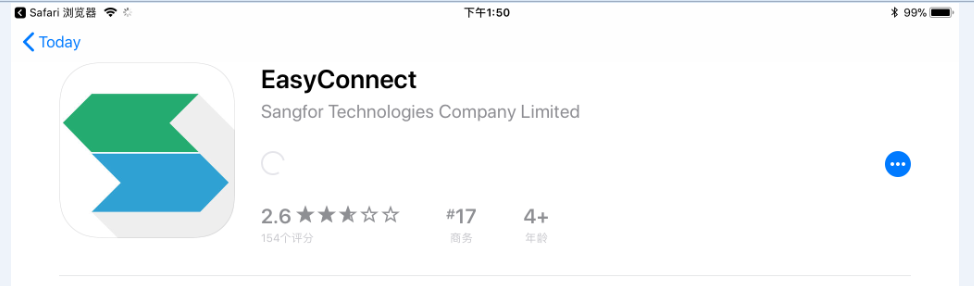 Safari 浏览器 下午1:50 99%
Today
EasyConnect
Sangfor Technologies Company Limited
2.6 #17 4+
154个评分 商务 年龄